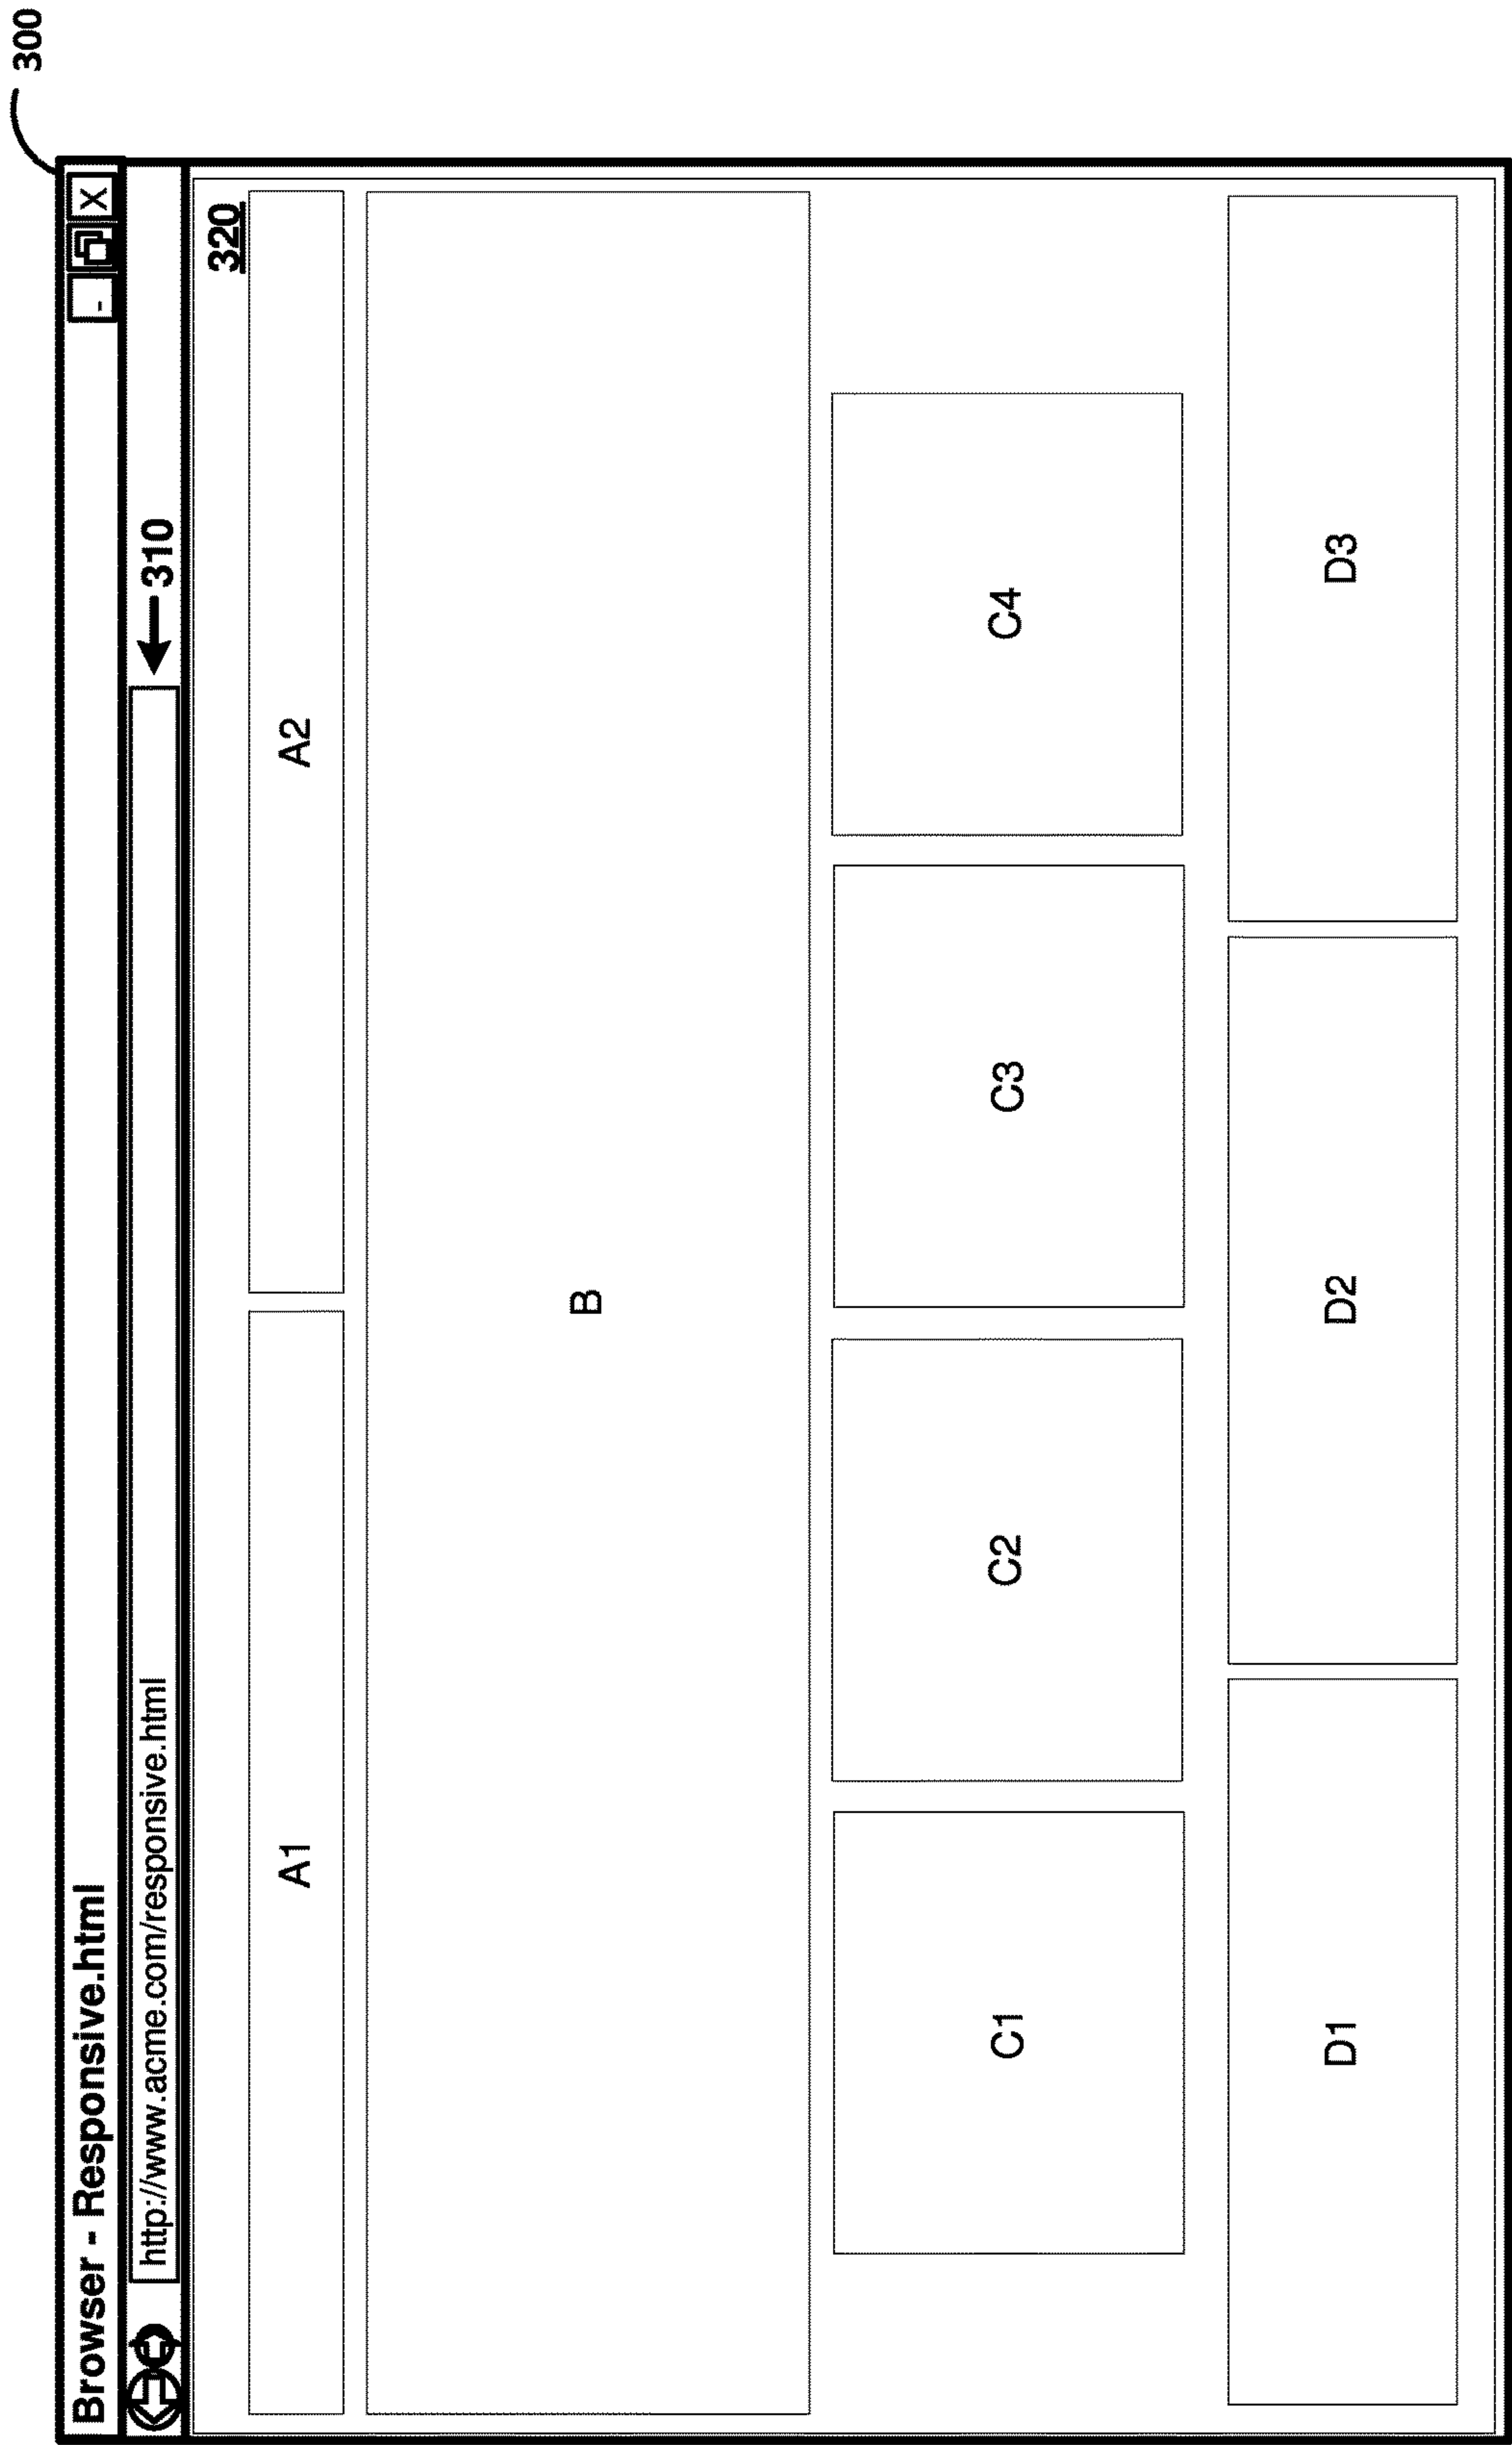 300
Browser - Responsive.html
- X
http://www.acme.com/responsive.html
310
320
A1 A2
B
C1 C2 C3 C4
D1 D2 D3